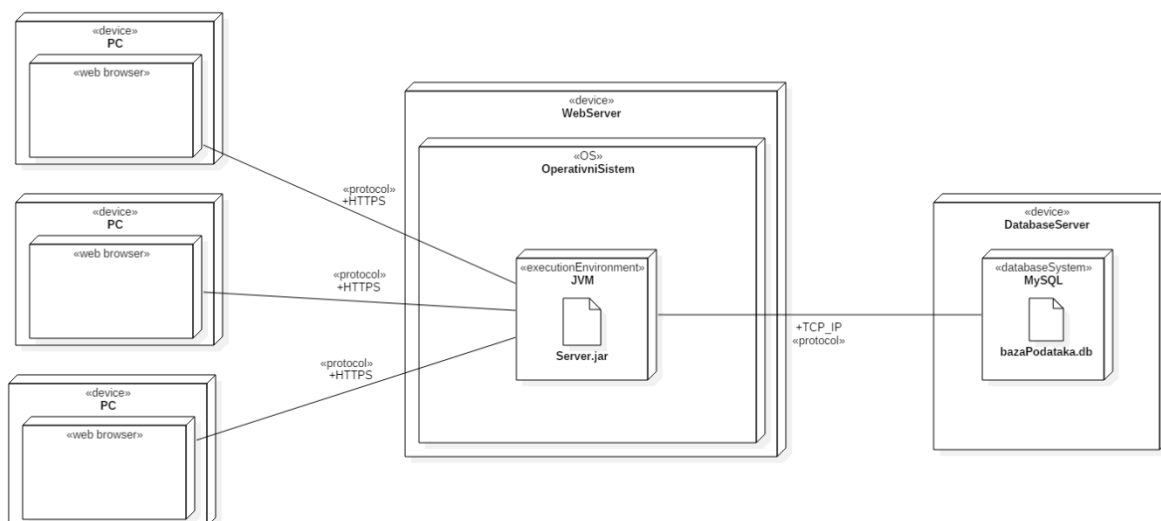 «device»
PC
«web browser»
«device»
PC
«web browser»
«device»
PC
«web browser»
«protocol»
+HTTPS
«protocol»
+HTTPS
«protocol»
+HTTPS
«device»
WebServer
«OS»
OperativniSistem
«executionEnvironment»
JVM
Server.jar
+TCP_IP
«protocol»
«device»
DatabaseServer
«databaseSystem»
MySQL
bazaPodataka.db